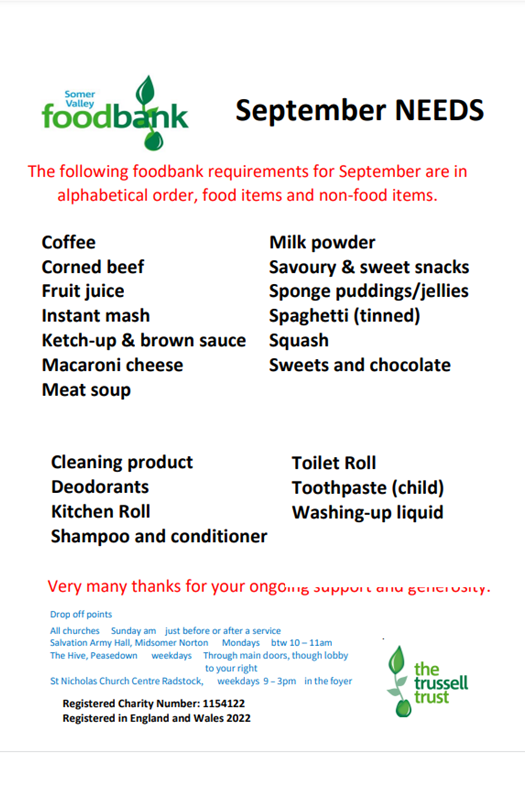 Somer
Valley
foodbank
September NEEDS
The following foodbank requirements for September are in
alphabetical order, food items and non-food items.
Coffee
Corned beef
Fruit juice
Instant mash
Ketch-up & brown sauce
Macaroni cheese
Meat soup
Milk powder
Savoury & sweet snacks
Sponge puddings/jellies
Spaghetti (tinned)
Squash
Sweets and chocolate
Cleaning product
Deodorants
Kitchen Roll
Shampoo and conditioner
Toilet Roll
Toothpaste (child)
Washing-up liquid
Very many thanks for your ongoing support and generosity.
Drop off points
All churches Sunday am just before or after a service
Salvation Army Hall, Midsomer Norton Mondays btw 10 – 11am
The Hive, Peasedown weekdays Through main doors, though lobby
to your right
St Nicholas Church Centre Radstock, weekdays 9 – 3pm in the foyer
Registered Charity Number: 1154122
Registered in England and Wales 2022
the
trussell
trust